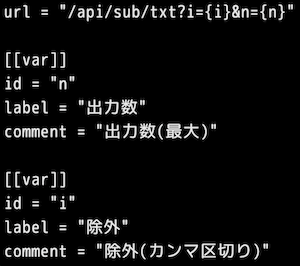 url = "/api/sub/txt?i={i}&n={n}"
[[var]]
id = "n"
label = "出力数"
comment = "出力数(最大)"
[[var]]
id = "i"
label = "除外"
comment = "除外(カンマ区切り)"